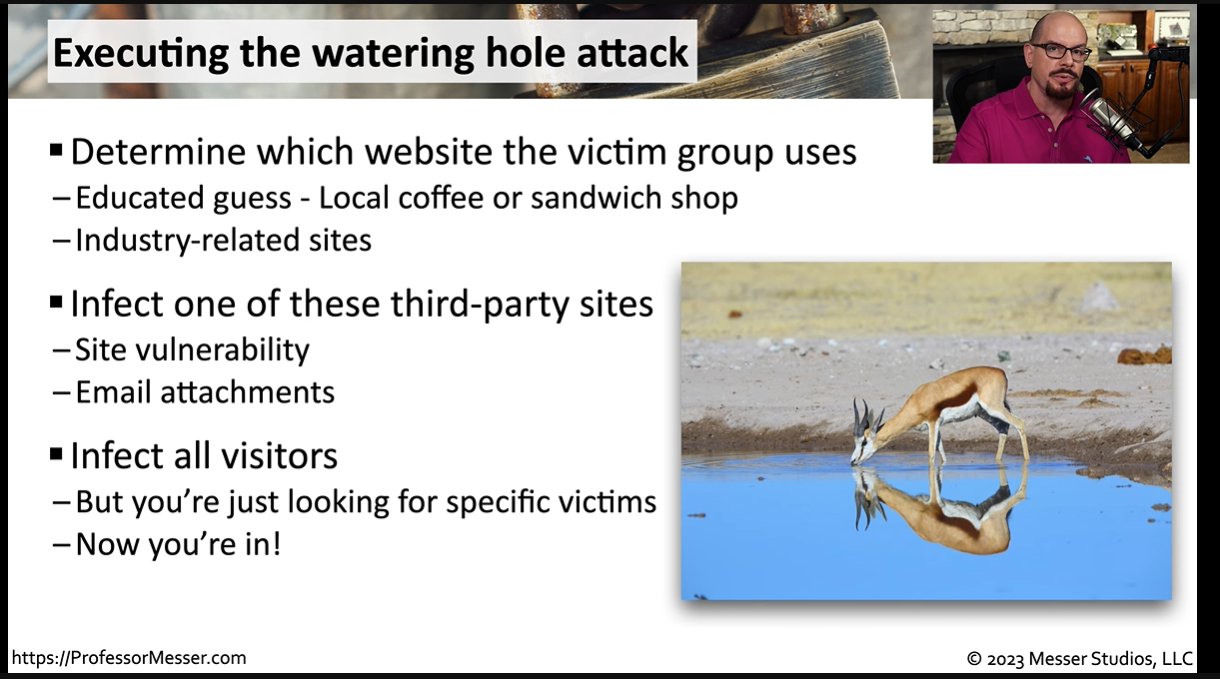 Executing the watering hole attack
▪ Determine which website the victim group uses
– Educated guess - Local coffee or sandwich shop
– Industry-related sites
▪ Infect one of these third-party sites
– Site vulnerability
– Email attachments
▪ Infect all visitors
– But you’re just looking for specific victims
– Now you’re in!
https://ProfessorMesser.com
© 2023 Messer Studios, LLC